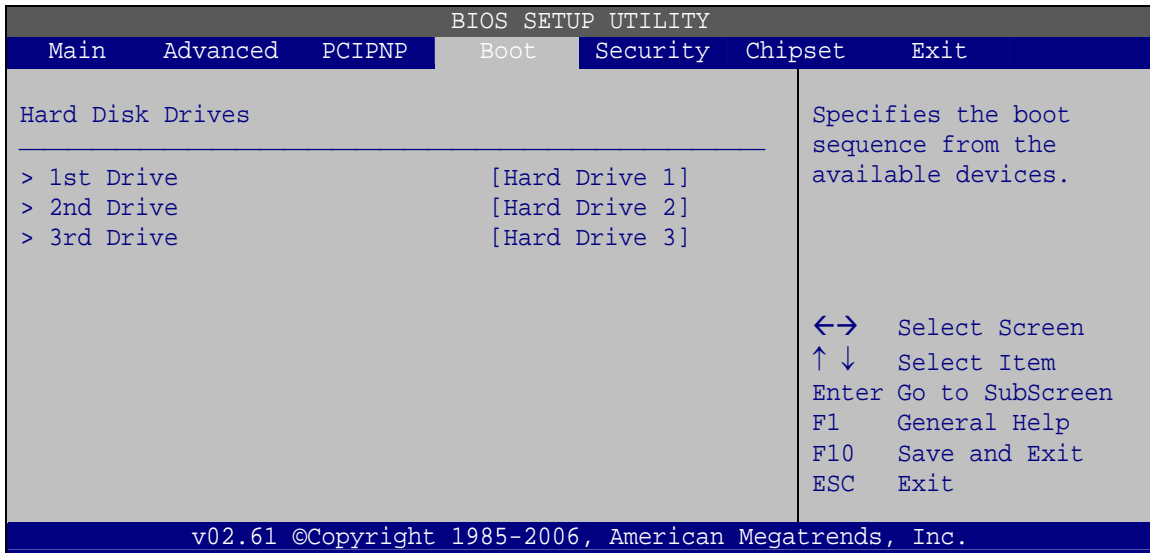 BIOS SETUP UTILITY
Main Advanced PCIPNP Boot Security Chipset Exit
Hard Disk Drives
> 1st Drive [Hard Drive 1]
> 2nd Drive [Hard Drive 2]
> 3rd Drive [Hard Drive 3]
Specifies the boot
sequence from the
available devices.
←→ Select Screen
↑ ↓ Select Item
Enter Go to SubScreen
F1 General Help
F10 Save and Exit
ESC Exit
v02.61 ©Copyright 1985-2006, American Megatrends, Inc.